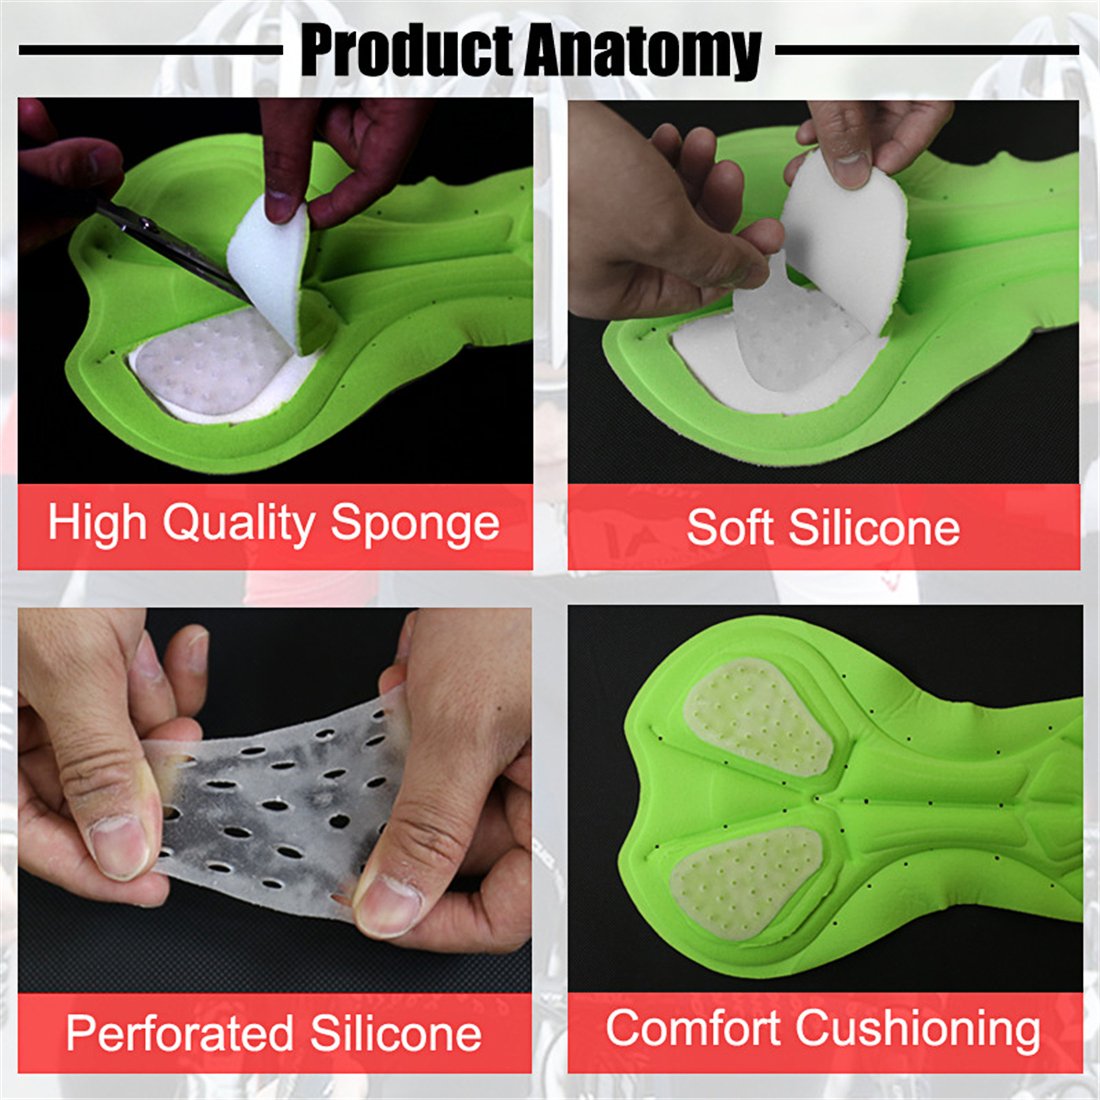 Product Anatomy
High Quality Sponge
Soft Silicone
Perforated Silicone
Comfort Cushioning